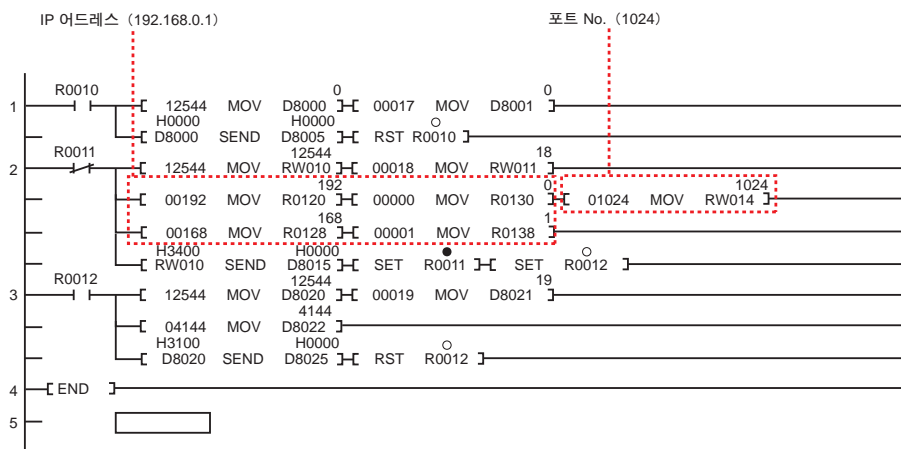 IP 어드레스 (192.168.0.1) 포트 No. (1024)
R0010 0 0
1 12544 MOV D8000 00017 MOV D8001
H0000 H0000
D8000 SEND D8005 RST R0010
R0011 12544 18
2 12544 MOV RW010 00018 MOV RW011
192 0 1024
00192 MOV R0120 00000 MOV R0130 01024 MOV RW014
168 1
00168 MOV R0128 00001 MOV R0138
H3400 H0000
RW010 SEND D8015 SET R0011 SET R0012
R0012 12544 19
3 12544 MOV D8020 00019 MOV D8021
4144
04144 MOV D8022
H3100 H0000
D8020 SEND D8025 RST R0012
4 END
5